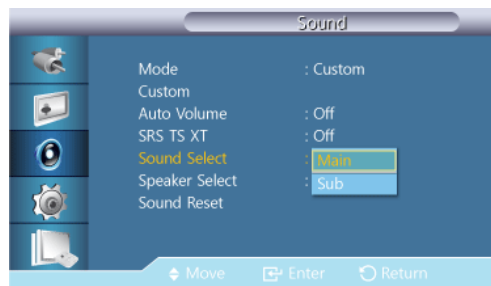 Sound
Mode : Custom
Custom
Auto Volume : Off
SRS TS XT : Off
Sound Select : Main
Speaker Select : Sub
Sound Reset
Move Enter Return